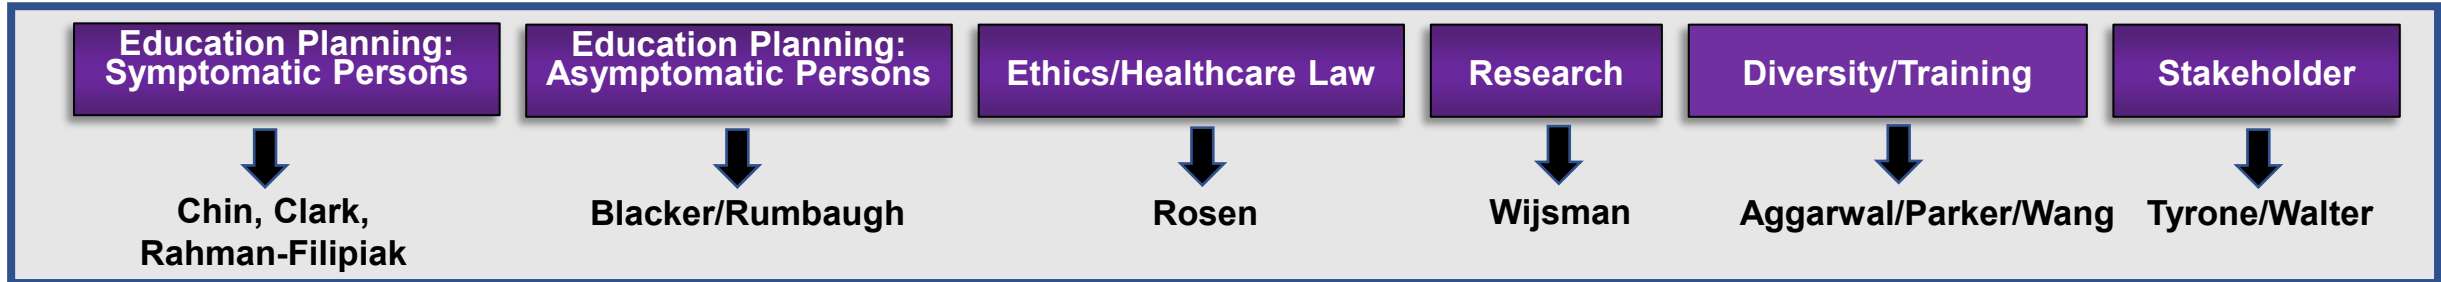 Education Planning:
Symptomatic Persons
Education Planning:
Asymptomatic Persons
Ethics/Healthcare Law
Research
Diversity/Training
Stakeholder
Chin, Clark,
Rahman-Filipiak
Blacker/Rumbaugh
Rosen
Wijsman
Aggarwal/Parker/Wang
Tyrone/Walter